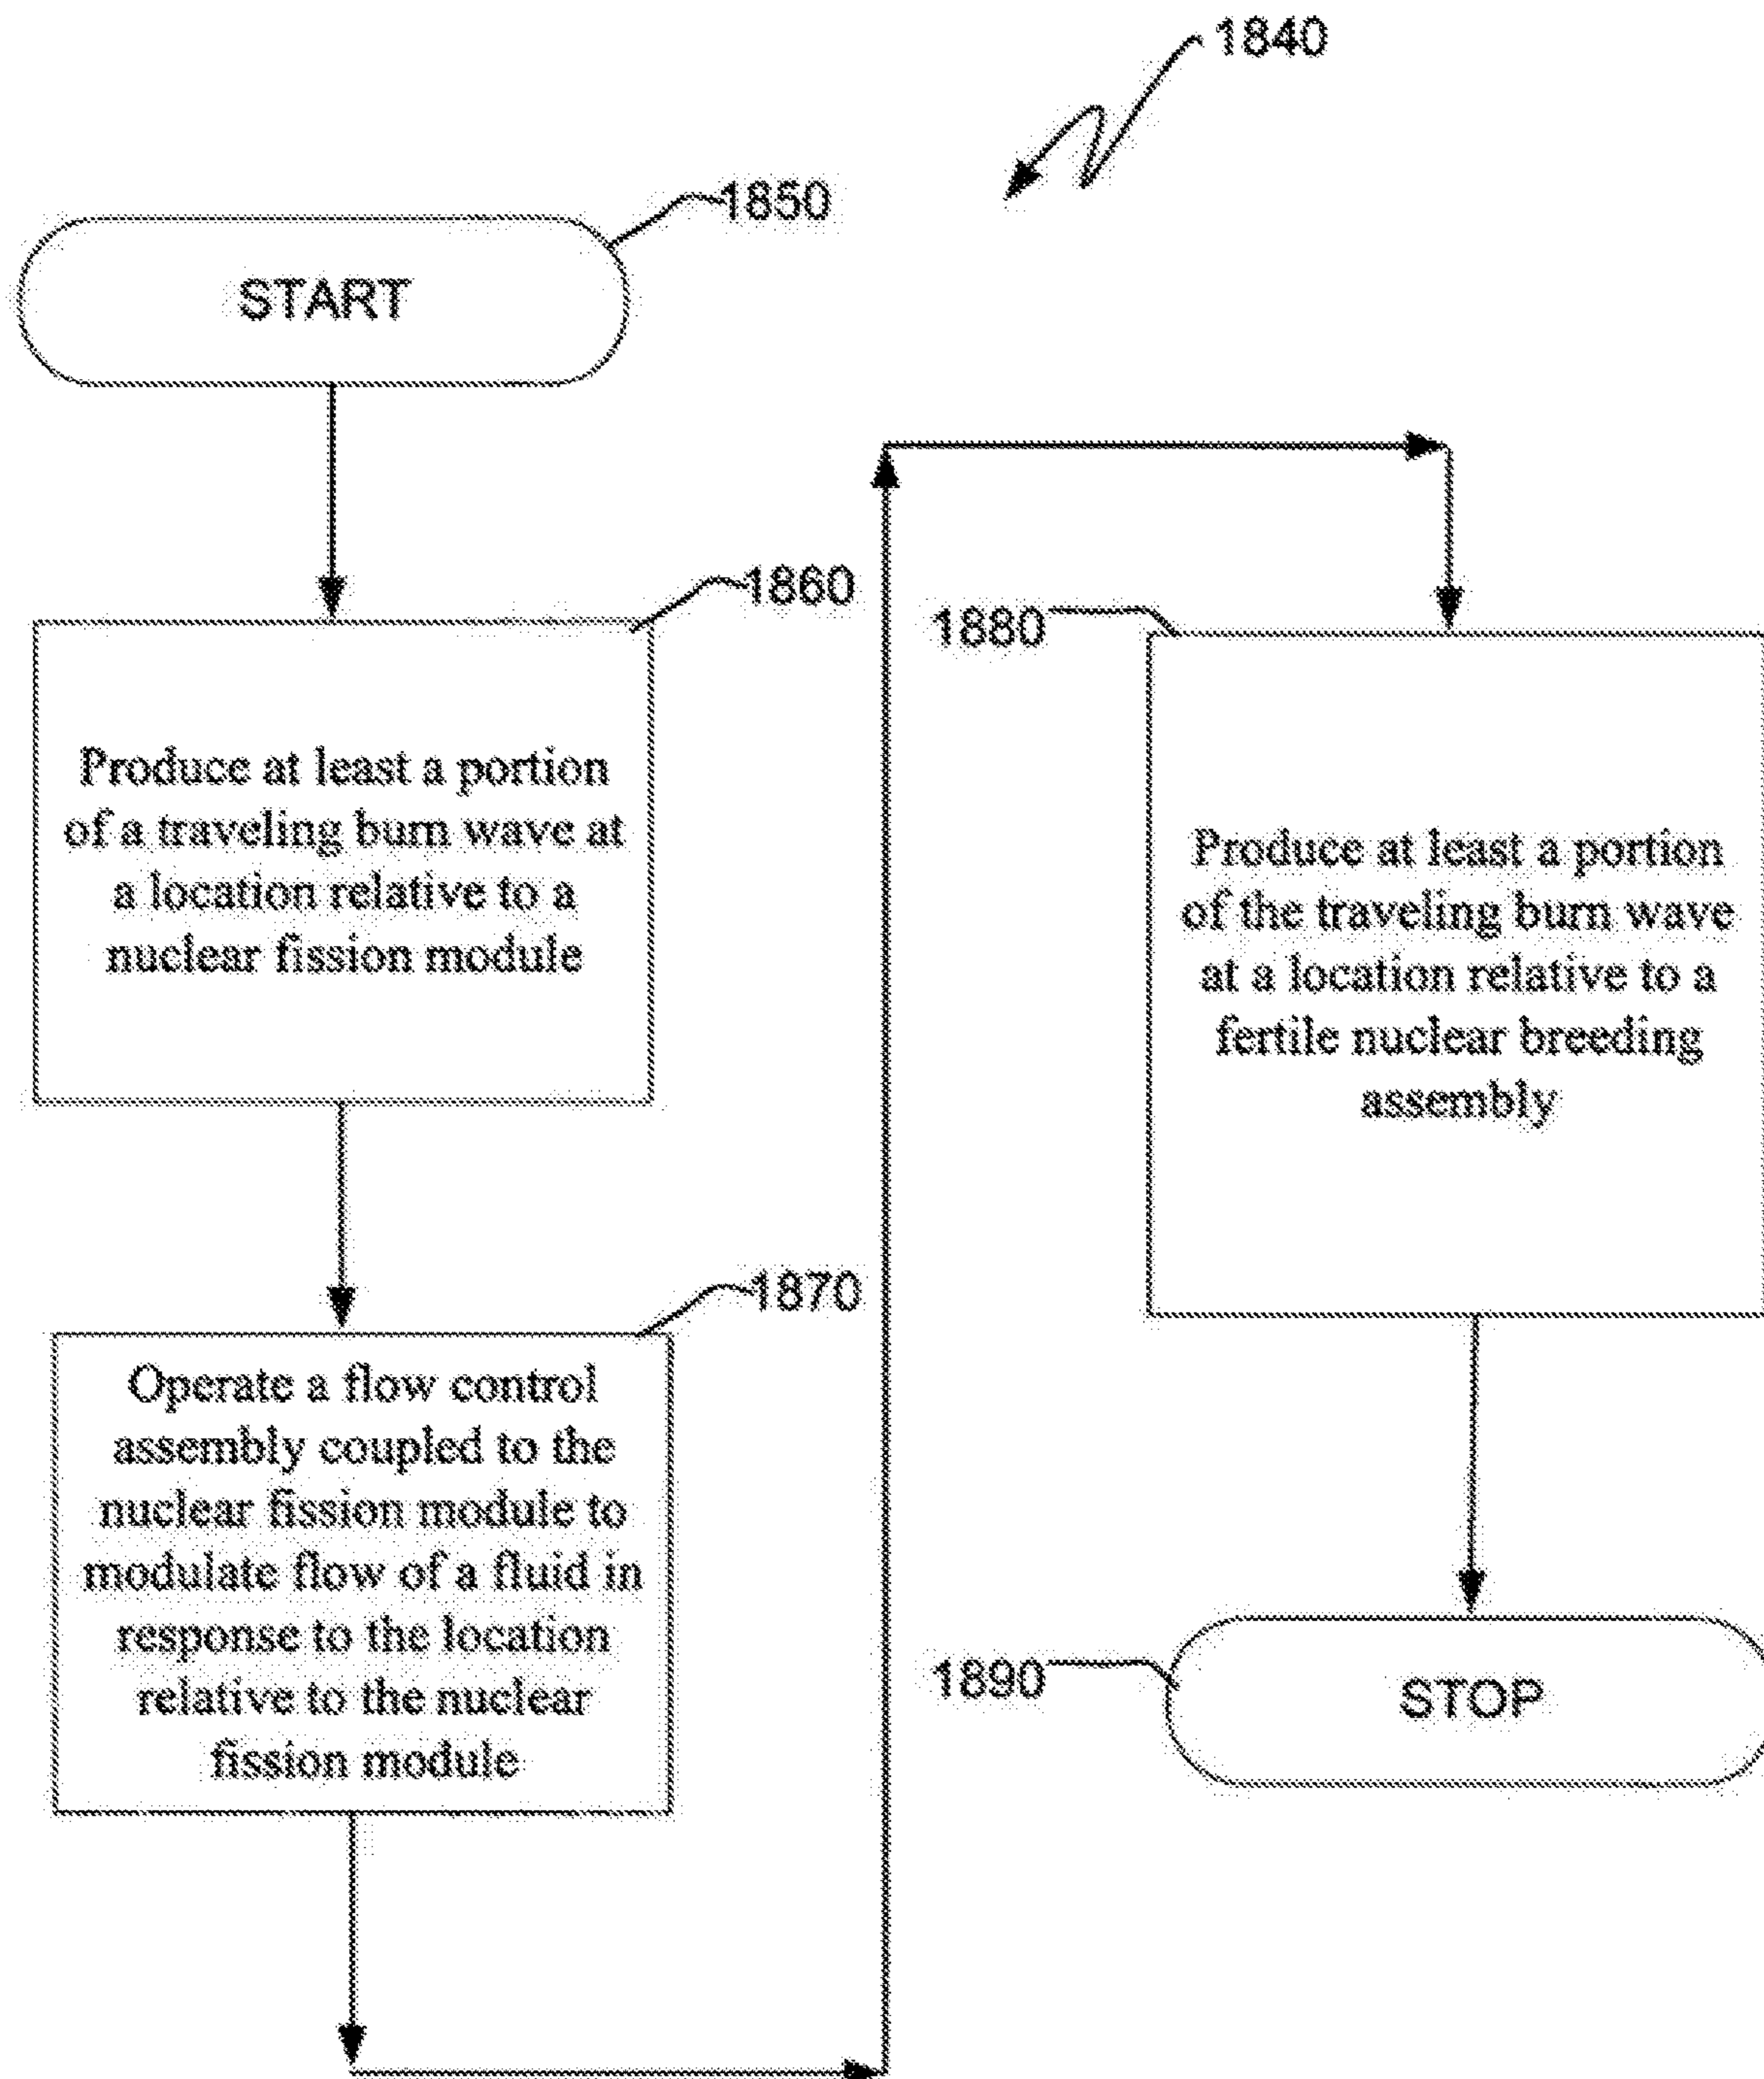 1840
1850
START
1860
Produce at least a portion
of a traveling burn wave at
a location relative to a
nuclear fission module
1870
Operate a flow control
assembly coupled to the
nuclear fission module to
modulate flow of a fluid in
response to the location
relative to the nuclear
fission module
1880
Produce at least a portion
of the traveling burn wave
at a location relative to a
fertile nuclear breeding
assembly
1890
STOP